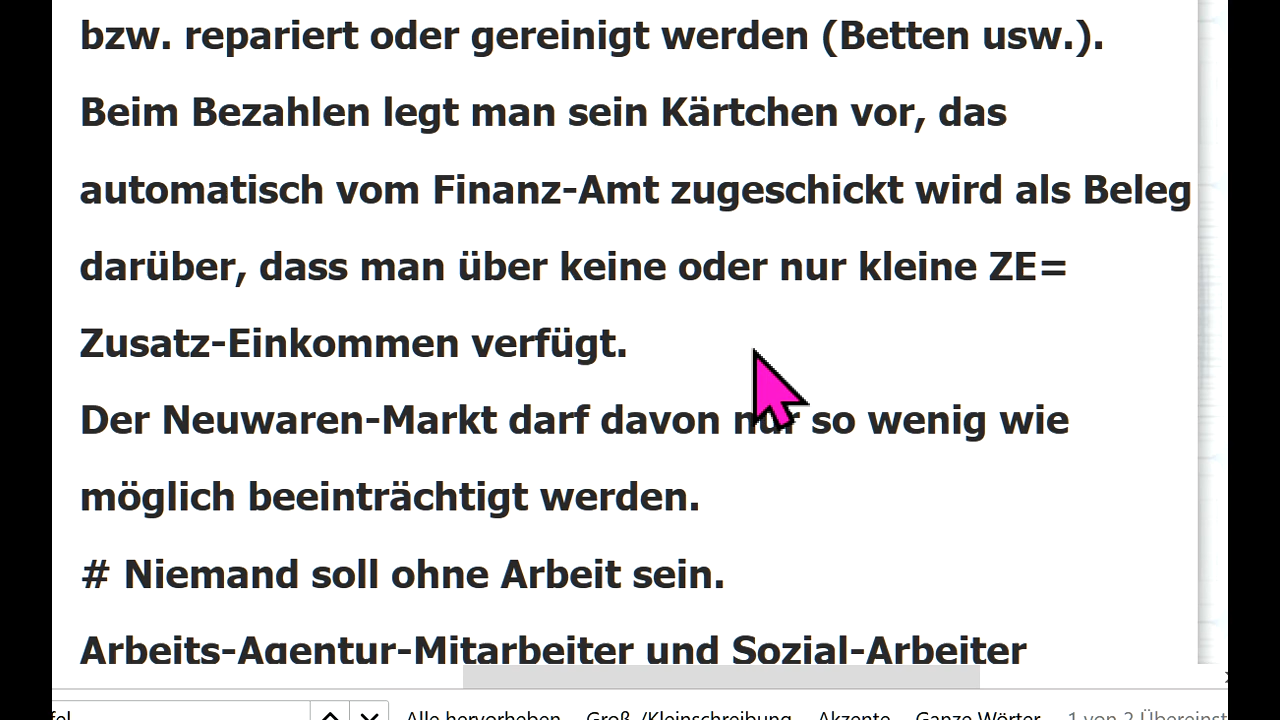 bzw. repariert oder gereinigt werden (Betten usw.).
Beim Bezahlen legt man sein Kärtchen vor, das
automatisch vom Finanz-Amt zugeschickt wird als Beleg
darüber, dass man über keine oder nur kleine ZE=
Zusatz-Einkommen verfügt.
Der Neuwaren-Markt darf davon nur so wenig wie
möglich beeinträchtigt werden.
# Niemand soll ohne Arbeit sein.
Arbeits-Agentur-Mitarbeiter und Sozial-Arbeiter
Alle hervorheben Groß-/Kleinschreibung Akzente Ganze Wörter 1 von 2